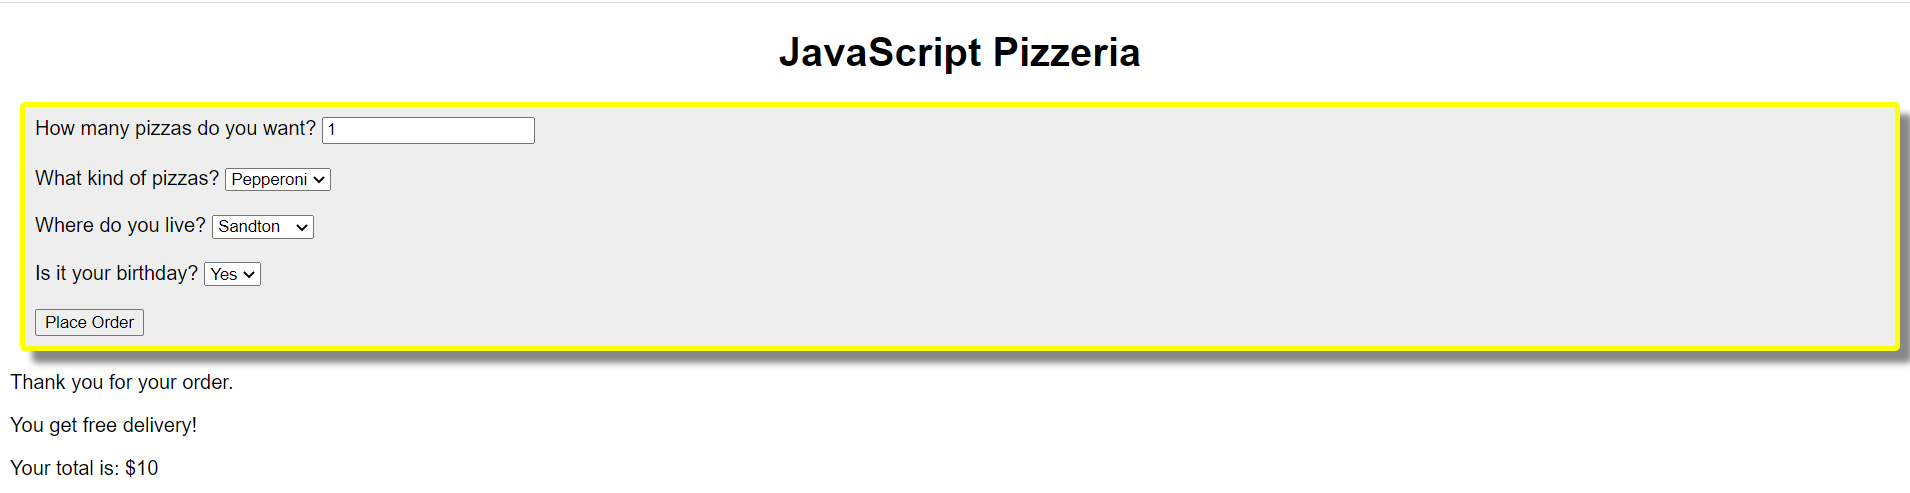 JavaScript Pizzeria
How many pizzas do you want? 1
What kind of pizzas? Pepperoni
Where do you live? Sandton
Is it your birthday? Yes
Place Order
Thank you for your order.
You get free delivery!
Your total is: $10